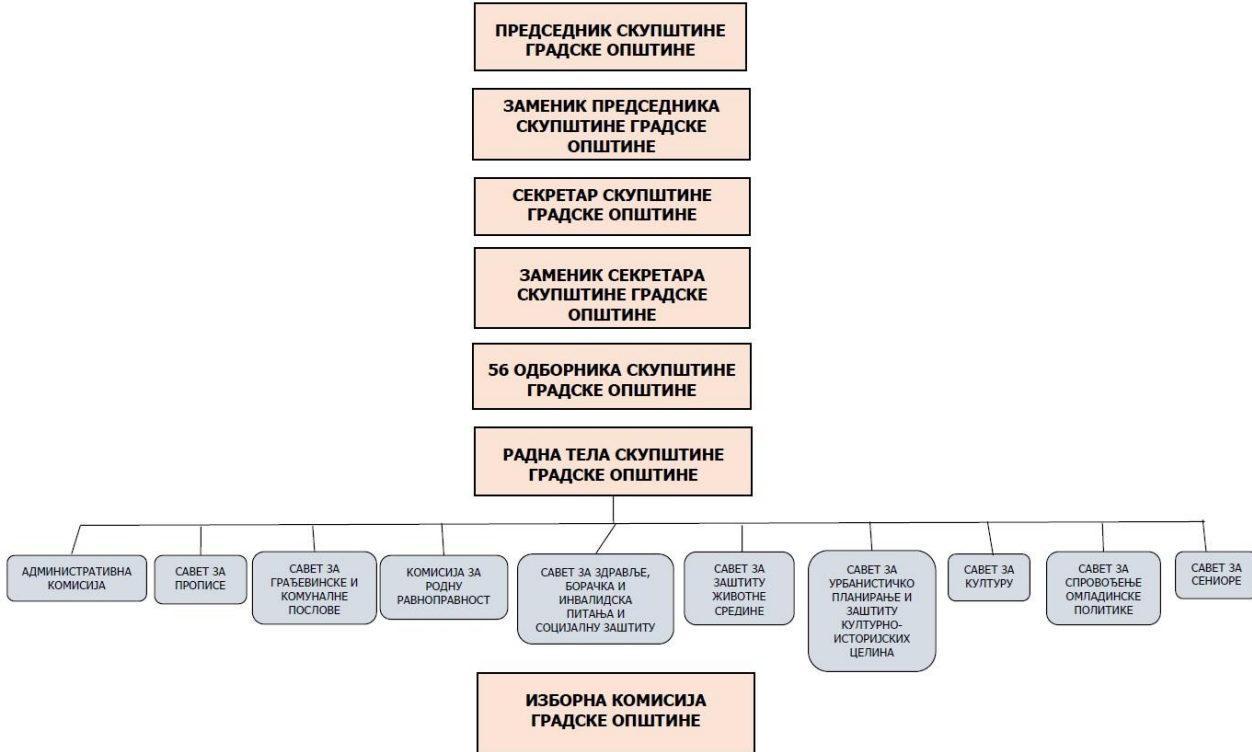 ПРЕДСЕДНИК СКУПШТИНЕ
ГРАДСКЕ ОПШТИНЕ
ЗАМЕНИК ПРЕДСЕДНИКА
СКУПШТИНЕ ГРАДСКЕ
ОПШТИНЕ
СЕКРЕТАР СКУПШТИНЕ
ГРАДСКЕ ОПШТИНЕ
ЗАМЕНИК СЕКРЕТАРА
СКУПШТИНЕ ГРАДСКЕ
ОПШТИНЕ
56 ОДБОРНИКА СКУПШТИНЕ
ГРАДСКЕ ОПШТИНЕ
РАДНА ТЕЛА СКУПШТИНЕ
ГРАДСКЕ ОПШТИНЕ
АДМИНИСТРАТИВНА
КОМИСИЈА
САВЕТ ЗА
ПРОПИСЕ
САВЕТ ЗА
ГРАЂЕВИНСКЕ И
КОМУНАЛНЕ
ПОСЛОВЕ
КОМИСИЈА ЗА
РОДНУ
РАВНОПРАВНОСТ
САВЕТ ЗА ЗДРАВЉЕ,
БОРАЧКА И
ИНВАЛИДСКА
ПИТАЊА И
СОЦИЈАЛНУ ЗАШТИТУ
САВЕТ ЗА
ЗАШТИТУ
ЖИВОТНЕ
СРЕДИНЕ
САВЕТ ЗА
УРБАНИСТИЧКО
ПЛАНИРАЊЕ И
ЗАШТИТУ
КУЛТУРНО-
ИСТОРИЈСКИХ
ЦЕЛИНА
САВЕТ ЗА
КУЛТУРУ
САВЕТ ЗА
СПРОВОЂЕЊЕ
ОМЛАДИНСКЕ
ПОЛИТИКЕ
САВЕТ ЗА
СЕНИОРЕ
ИЗБОРНА КОМИСИЈА
ГРАДСКЕ ОПШТИНЕ